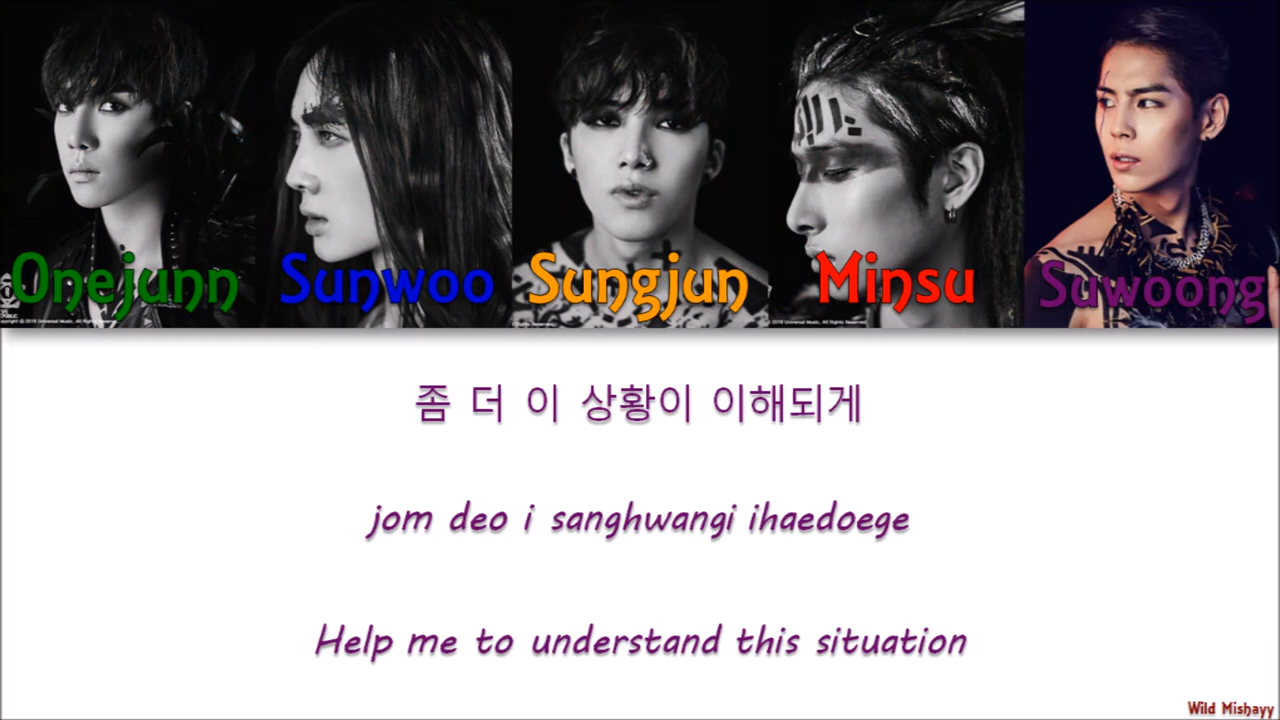 Onejunn Sunwoo Sungjun Minsu Suwoong
좀 더 이 상황이 이해되게
jom deo i sanghwangi ihaedoege
Help me to understand this situation
Wild Mishayy